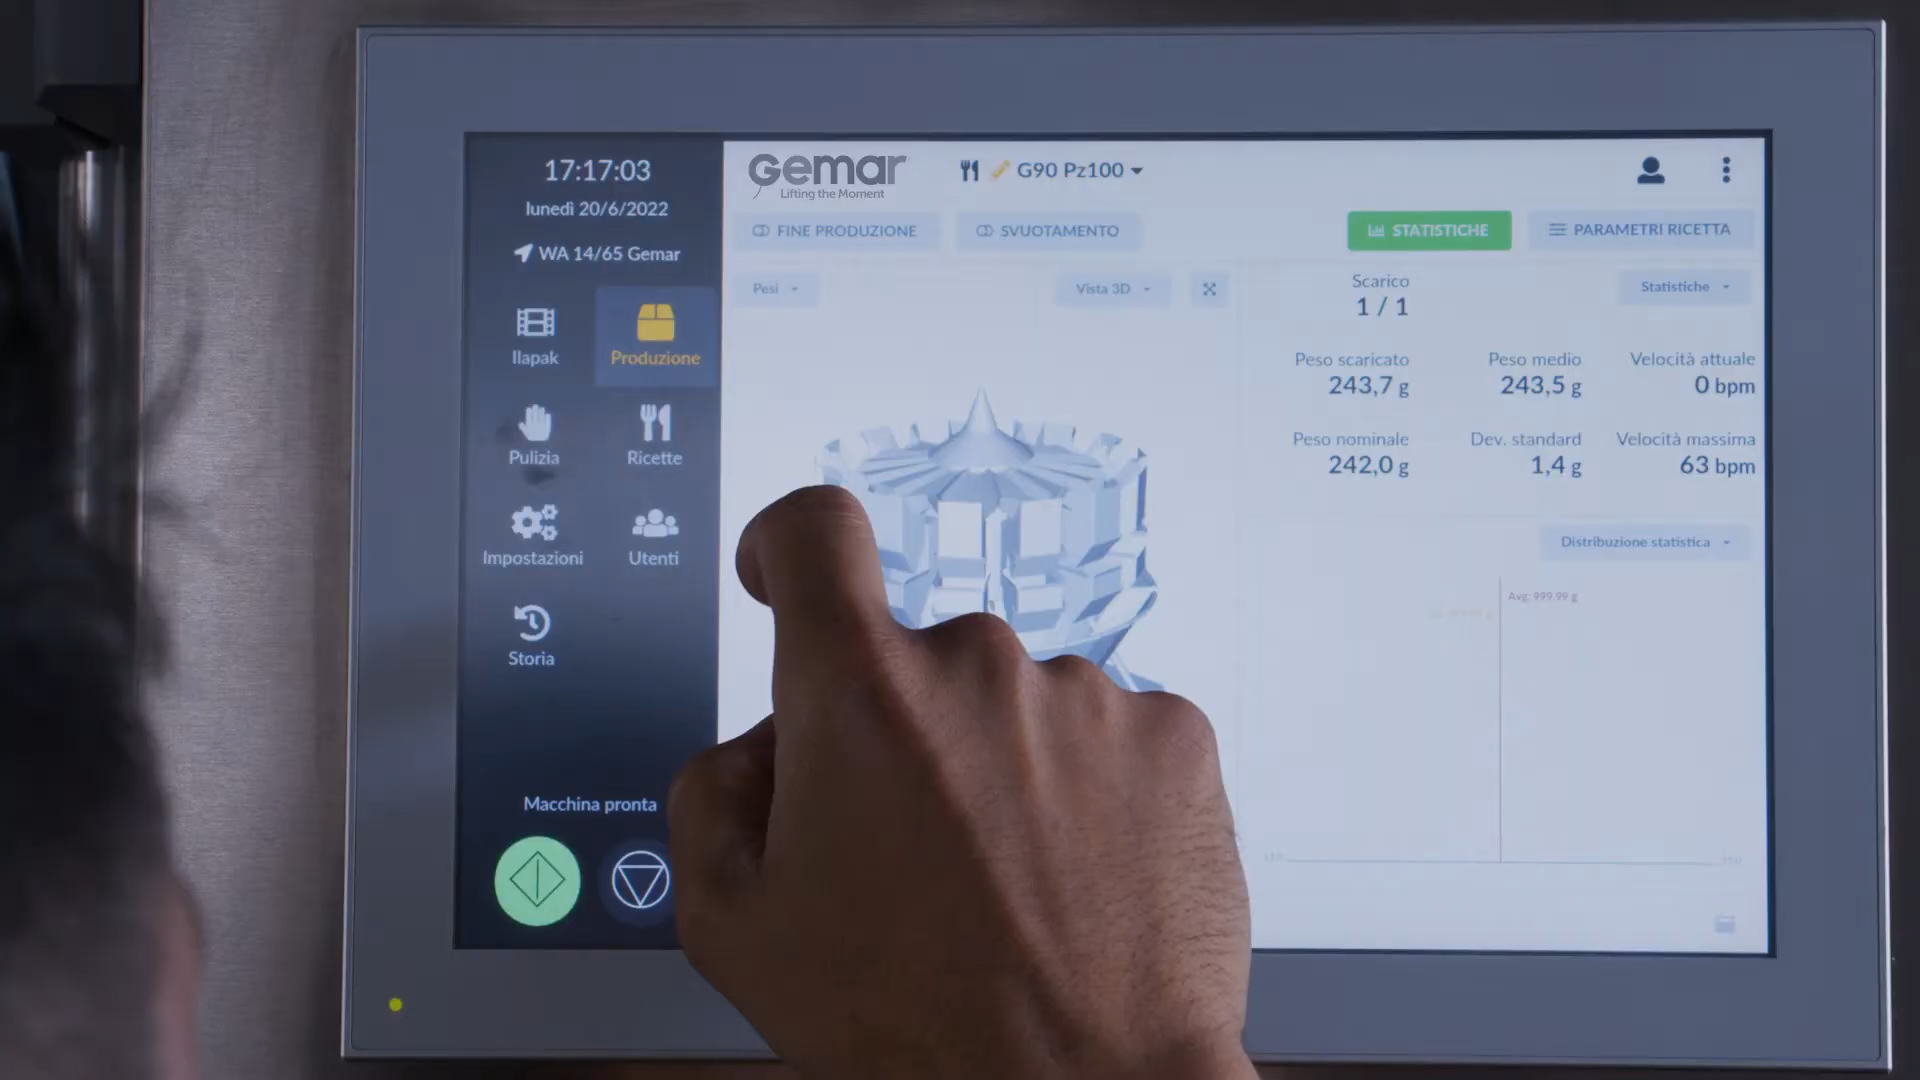 17:17:03
lunedì 20/6/2022
WA 14/65 Gemar
Ilapak
Produzione
Pulizia
Ricette
Impostazioni
Utenti
Storia
Macchina pronta
Gemar
Lifting the Moment
G90 Pz100
FINE PRODUZIONE
SVUOTAMENTO
STATISTICHE
PARAMETRI RICETTA
Pesi
Vista 3D
Scarico
1 / 1
Statistiche
Peso scaricato
243,7 g
Peso medio
243,5 g
Velocità attuale
0 bpm
Peso nominale
242,0 g
Dev. standard
1,4 g
Velocità massima
63 bpm
Distribuzione statistica
Avg: 999.99 g